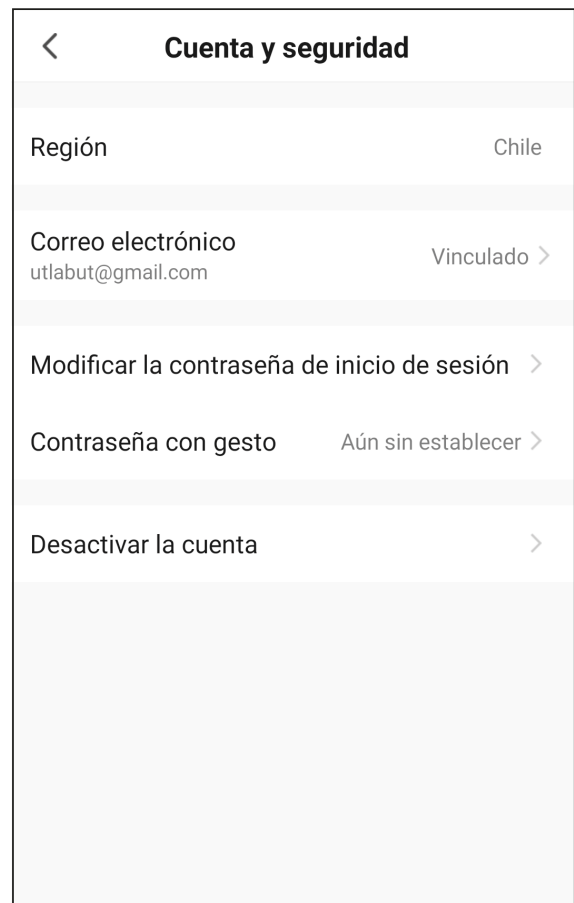 Cuenta y seguridad
Región Chile
Correo electrónico
utlabut@gmail.com
Vinculado
Modificar la contraseña de inicio de sesión
Contraseña con gesto Aún sin establecer
Desactivar la cuenta